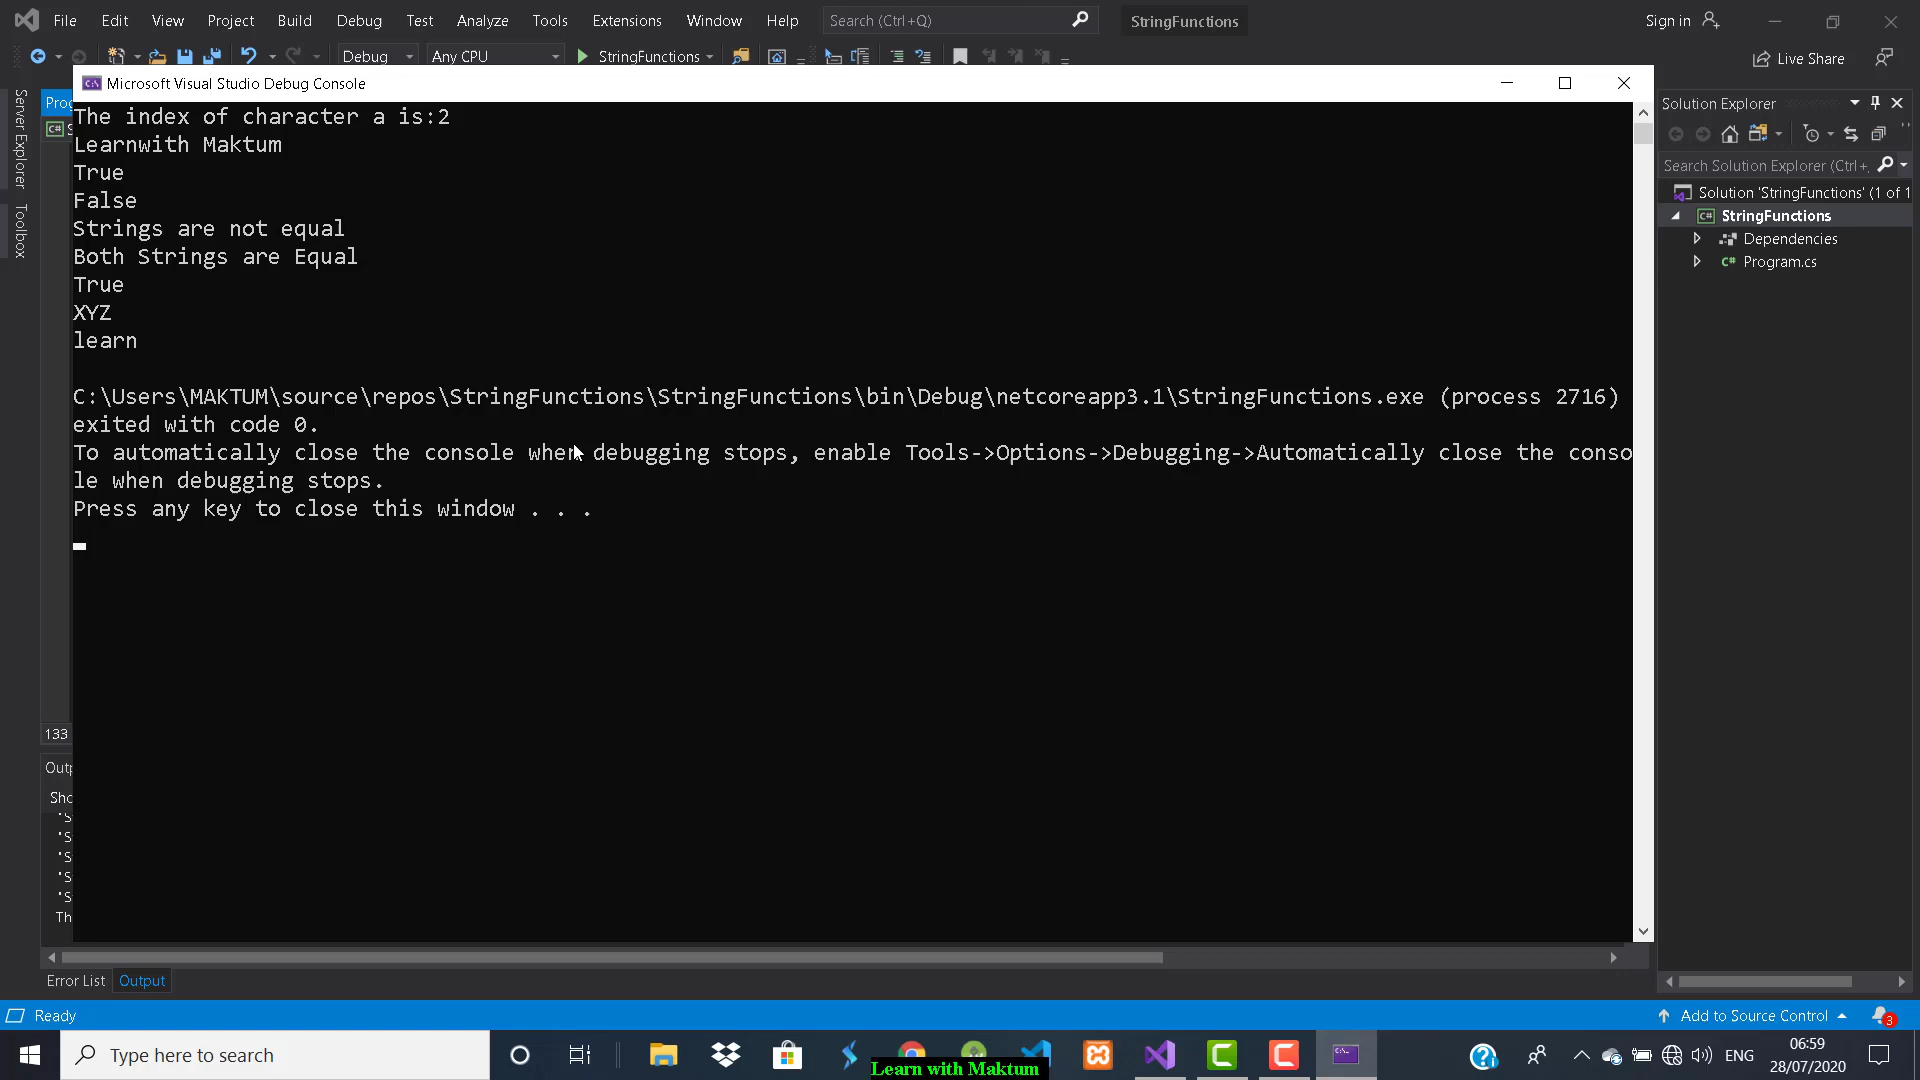 File Edit View Project Build Debug Test Analyze Tools Extensions Window Help Search (Ctrl+Q) StringFunctions Sign in
Debug Any CPU StringFunctions Live Share
Microsoft Visual Studio Debug Console
Server Explorer
Toolbox
The index of character a is:2
Learnwith Maktum
True
False
Strings are not equal
Both Strings are Equal
True
XYZ
learn
C:\Users\MAKTUM\source\repos\StringFunctions\StringFunctions\bin\Debug\netcoreapp3.1\StringFunctions.exe (process 2716)
exited with code 0.
To automatically close the console when debugging stops, enable Tools->Options->Debugging->Automatically close the conso
le when debugging stops.
Press any key to close this window . . .
Solution Explorer
Search Solution Explorer (Ctrl+
Solution 'StringFunctions' (1 of 1
C# StringFunctions
Dependencies
C# Program.cs
133
Error List Output
Ready Add to Source Control 3
Type here to search
Learn with Maktum
ENG
06:59
28/07/2020